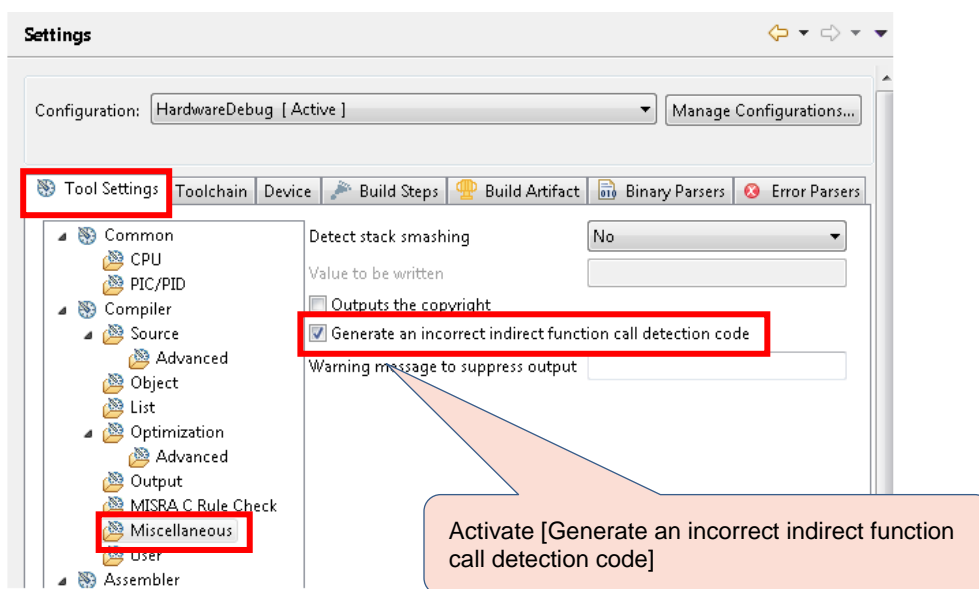 Settings
Configuration: HardwareDebug [ Active ] Manage Configurations...
Tool Settings Toolchain Device Build Steps Build Artifact Binary Parsers Error Parsers
Common
CPU
PIC/PID
Compiler
Source
Advanced
Object
List
Optimization
Advanced
Output
MISRA C Rule Check
Miscellaneous
User
Assembler
Detect stack smashing No
Value to be written
Outputs the copyright
Generate an incorrect indirect function call detection code
Warning message to suppress output
Activate [Generate an incorrect indirect function
call detection code]